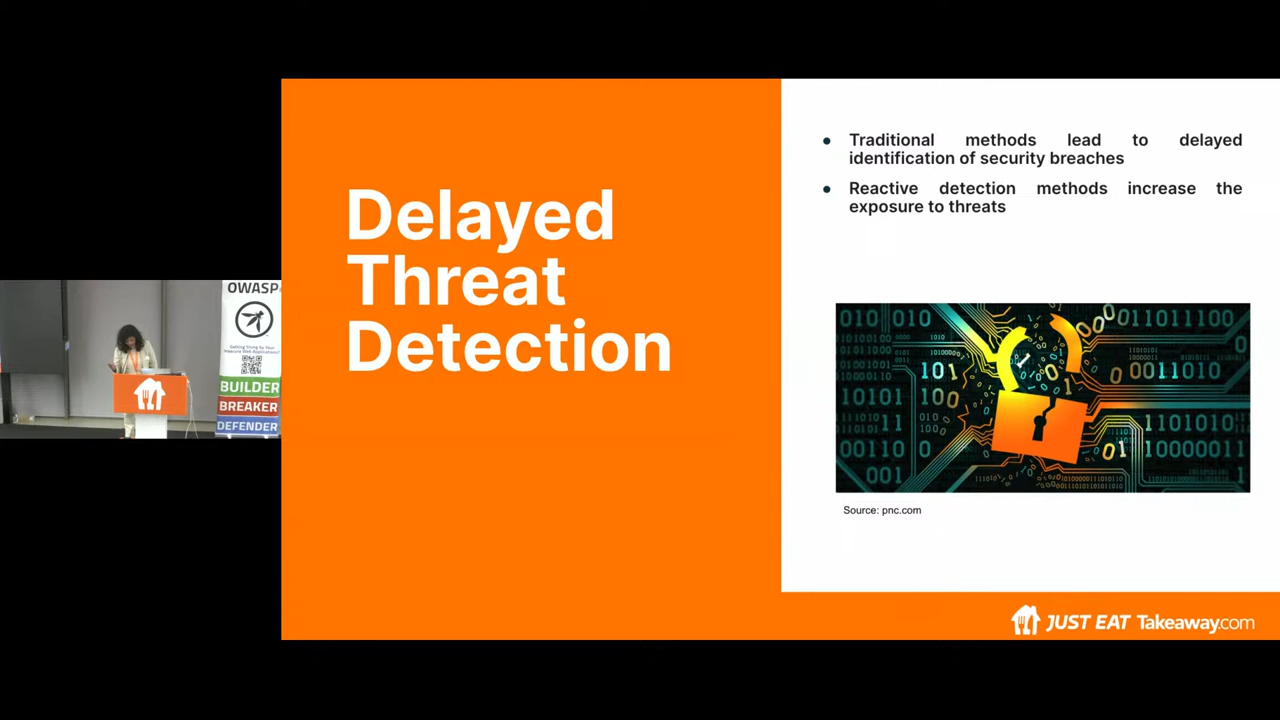 Delayed
Threat
Detection
● Traditional methods lead to delayed
identification of security breaches
● Reactive detection methods increase the
exposure to threats
Source: pnc.com
JUST EAT Takeaway.com
OWASP
BUILDER
BREAKER
DEFENDER